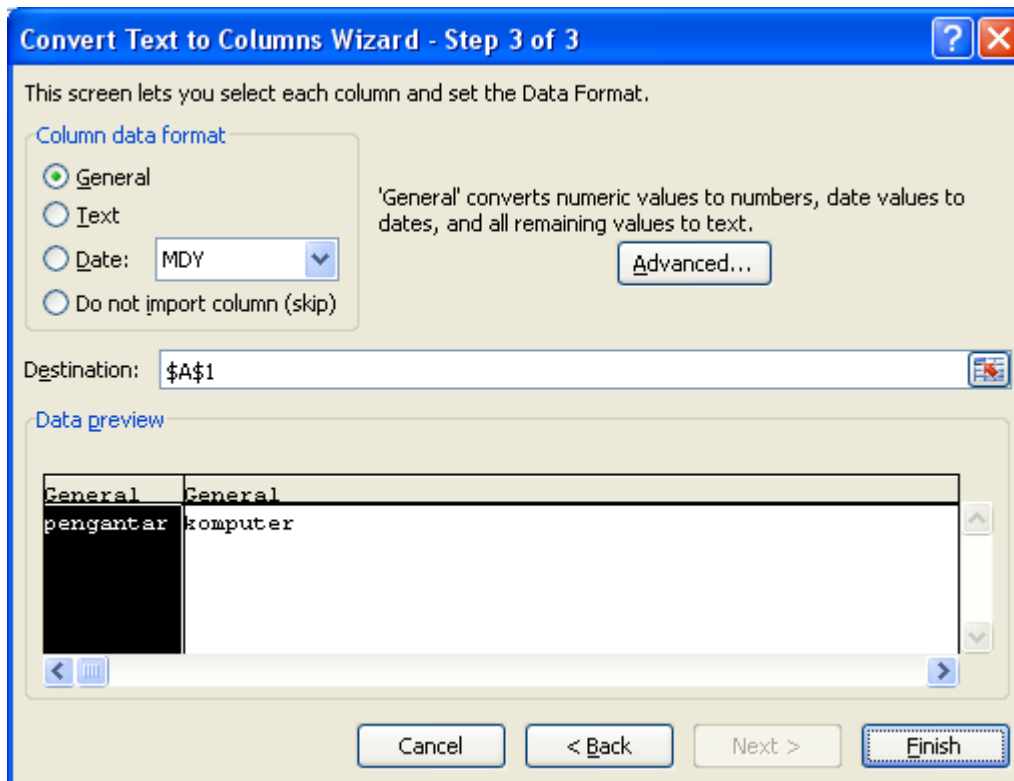 Convert Text to Columns Wizard - Step 3 of 3
This screen lets you select each column and set the Data Format.
Column data format
General
Text
Date: MDY
Do not import column (skip)
'General' converts numeric values to numbers, date values to
dates, and all remaining values to text.
Advanced...
Destination: $A$1
Data preview
General General
pengantar komputer
Cancel < Back Next > Finish